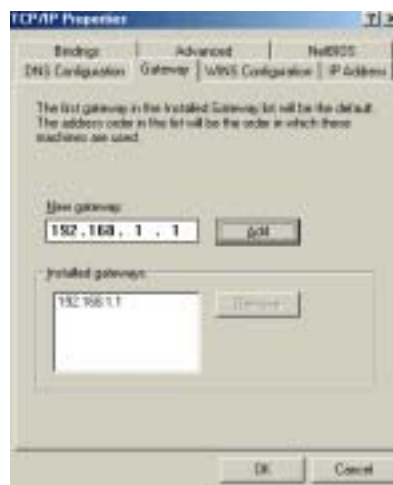 TCP/IP Properties
Bindings Advanced NetBIOS
DNS Configuration Gateway WINS Configuration IP Address
The first gateway in the Installed Gateway list will be the default.
The address order in the list will be the order in which these
machines are used.
New gateway:
192.168. 1 . 1 Add
Installed gateways:
192.168.1.1 Remove
OK Cancel